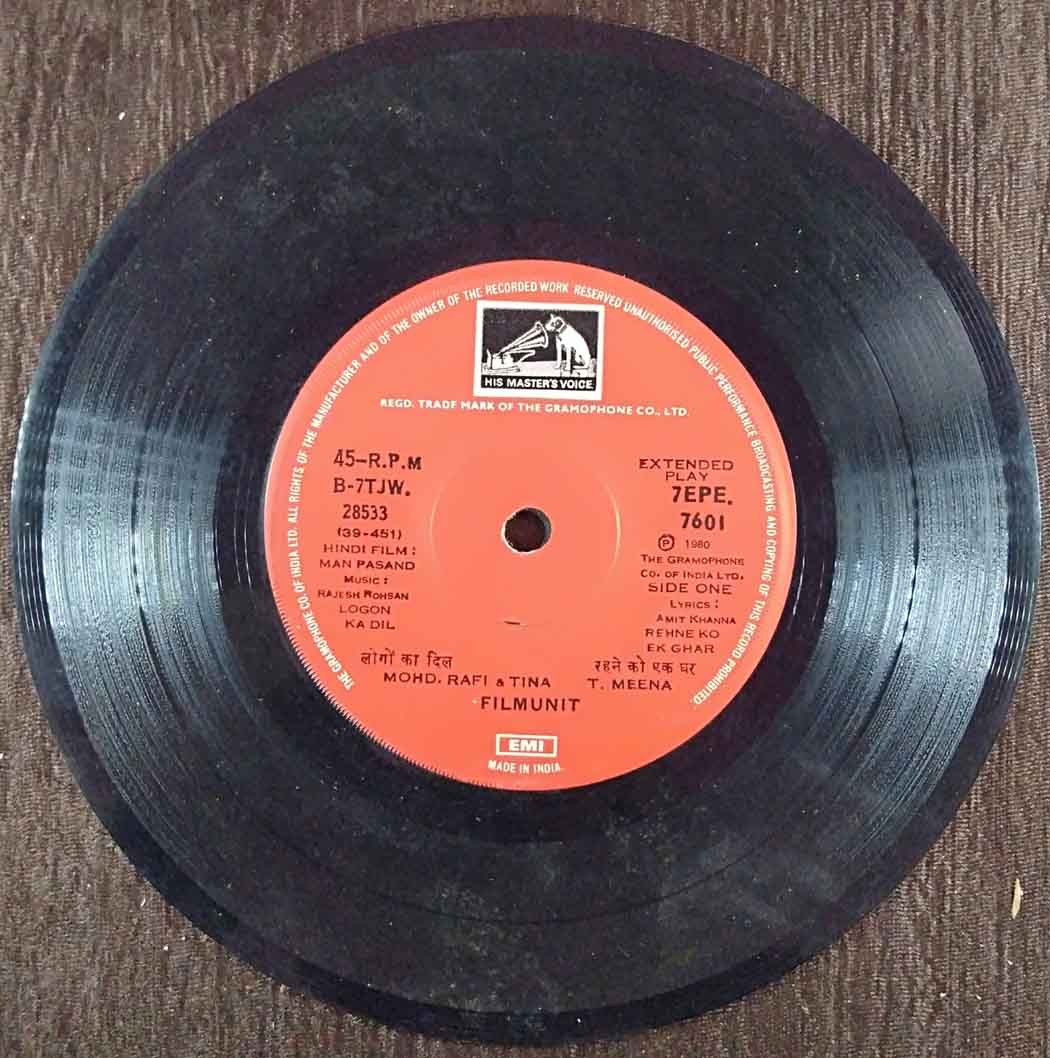 THE GRAMOPHONE CO. OF INDIA LTD. ALL RIGHTS OF THE MANUFACTURER AND OF THE OWNER OF THE RECORDED WORK RESERVED UNAUTHORISED PUBLIC PERFORMANCE BROADCASTING AND COPYING OF THIS RECORD PROHIBITED.
HIS MASTER'S VOICE
REGD. TRADE MARK OF THE GRAMOPHONE CO., LTD.
45-R.P.M
B-7TJW.
28533
(39-451)
HINDI FILM :
MAN PASAND
MUSIC :
RAJESH ROHSAN
LOGON
KA DIL
EXTENDED
PLAY
7EPE.
7601
Ⓟ 1980
THE GRAMOPHONE
CO. OF INDIA LTD.
SIDE ONE
LYRICS :
AMIT KHANNA
REHNE KO
EK GHAR
लोगों का दिल
रहने को एक घर
MOHD. RAFI & TINA
T. MEENA
FILMUNIT
EMI
MADE IN INDIA.